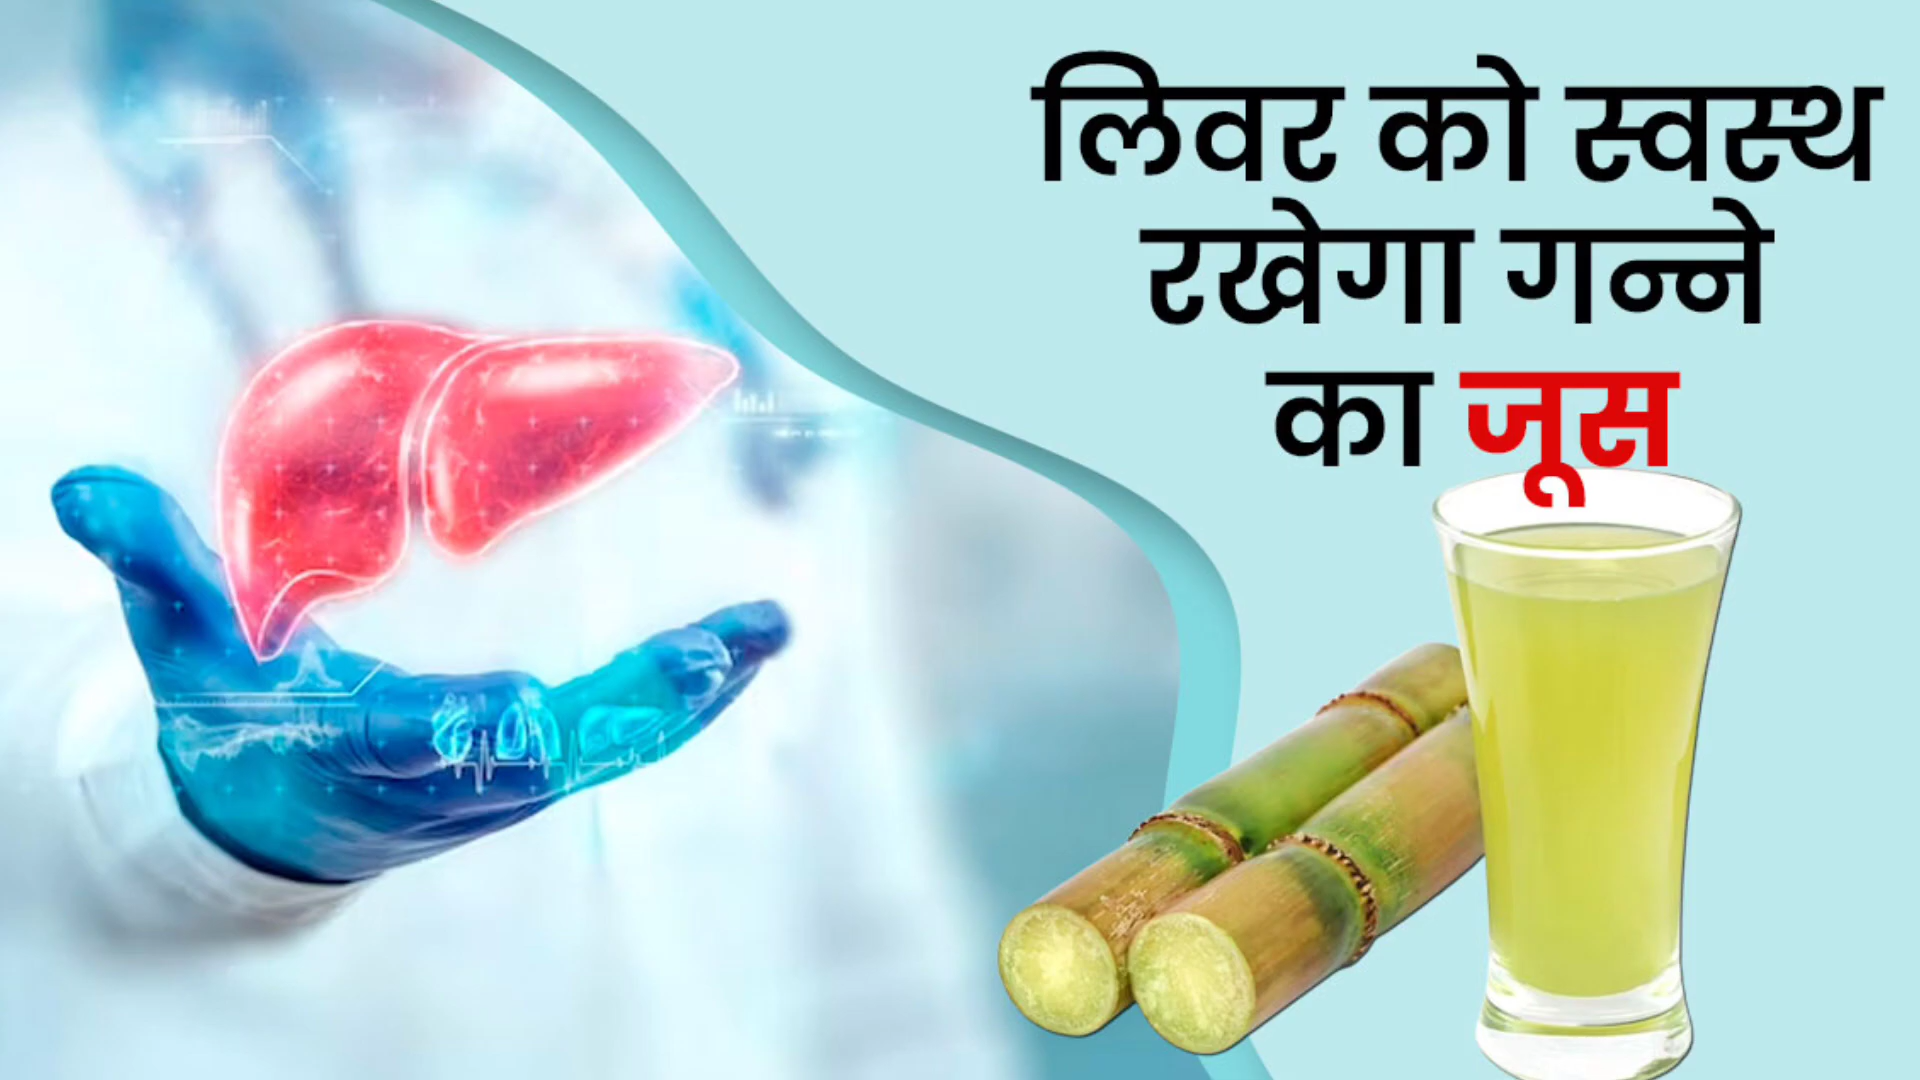 लिवर को स्वस्थ
रखेगा गन्ने
का जूस